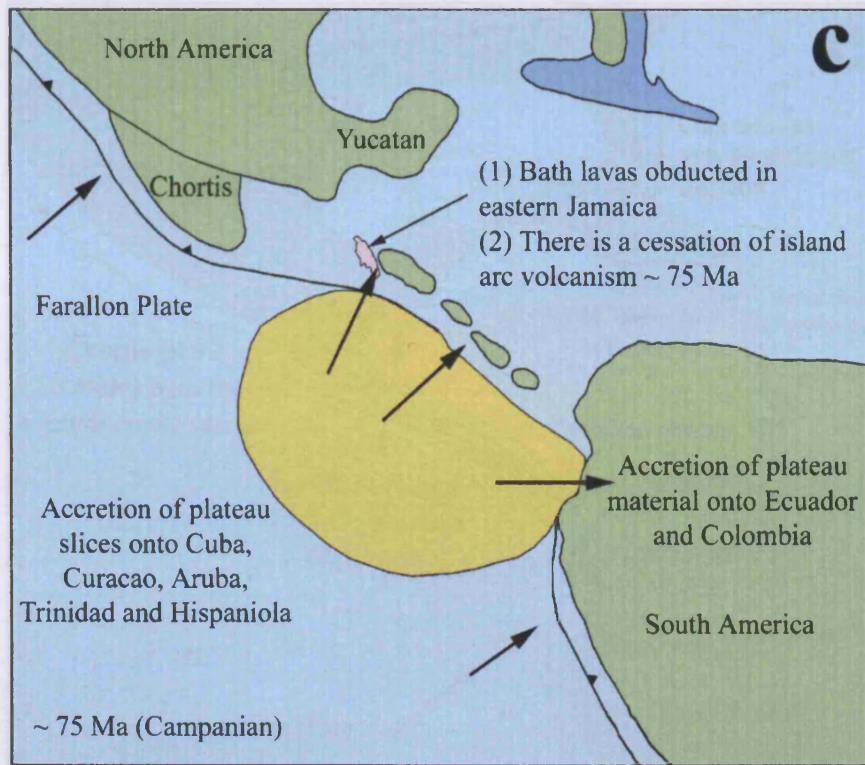 c
North America
Yucatan
Chortis
(1) Bath lavas obducted in
eastern Jamaica
(2) There is a cessation of island
arc volcanism ~ 75 Ma
Farallon Plate
Accretion of plateau
material onto Ecuador
and Colombia
Accretion of plateau
slices onto Cuba,
Curacao, Aruba,
Trinidad and Hispaniola
South America
~ 75 Ma (Campanian)